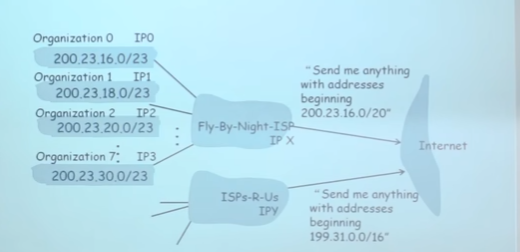 Organization 0 IP0
200.23.16.0/23
Organization 1 IP1
200.23.18.0/23
Organization 2 IP2
200.23.20.0/23
Organization 7 IP3
200.23.30.0/23
Fly-By-Night-ISP
IP X
"Send me anything
with addresses
beginning
200.23.16.0/20"
Internet
ISPs-R-Us
IPY
"Send me anything
with addresses
beginning
199.31.0.0/16"